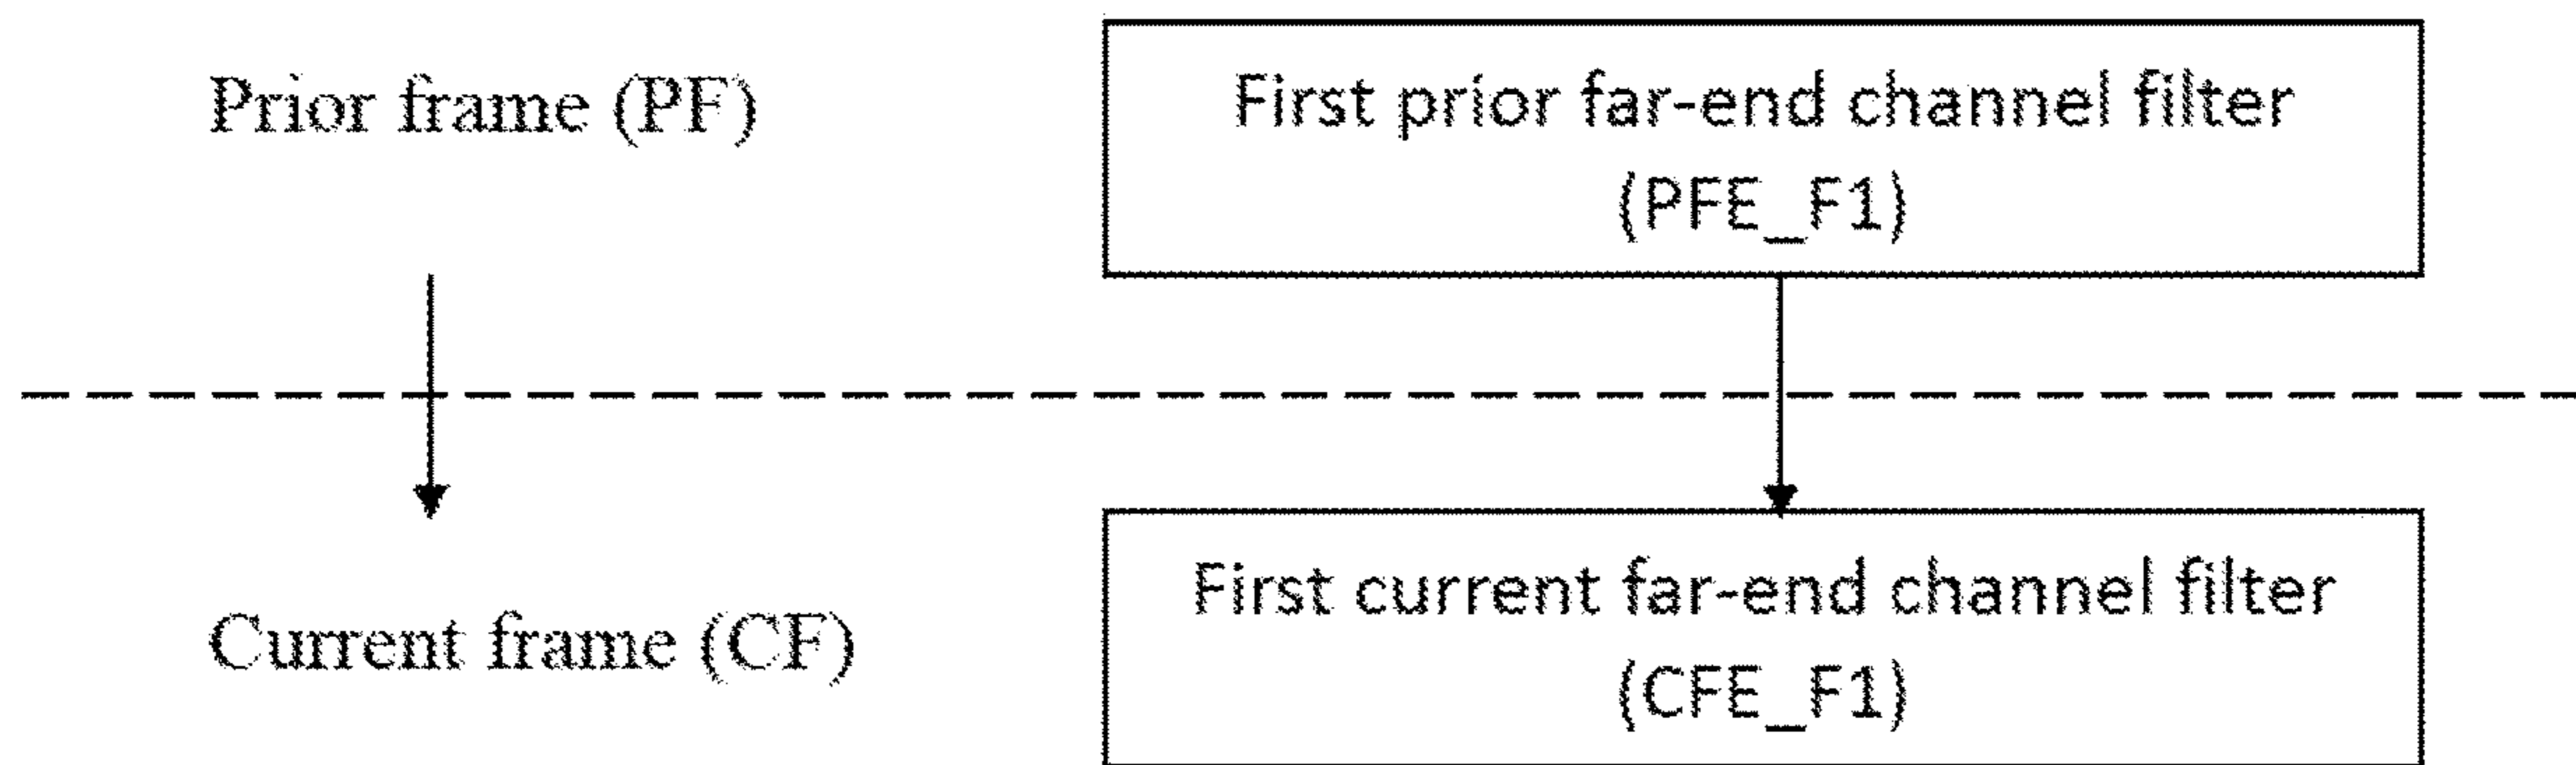 Prior frame (PF)
First prior far-end channel filter
(PFE_F1)
Current frame (CF)
First current far-end channel filter
(CFE_F1)